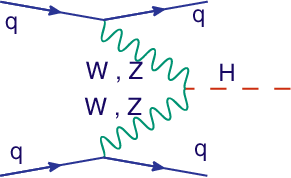 q q
W , Z H
W , Z
q q